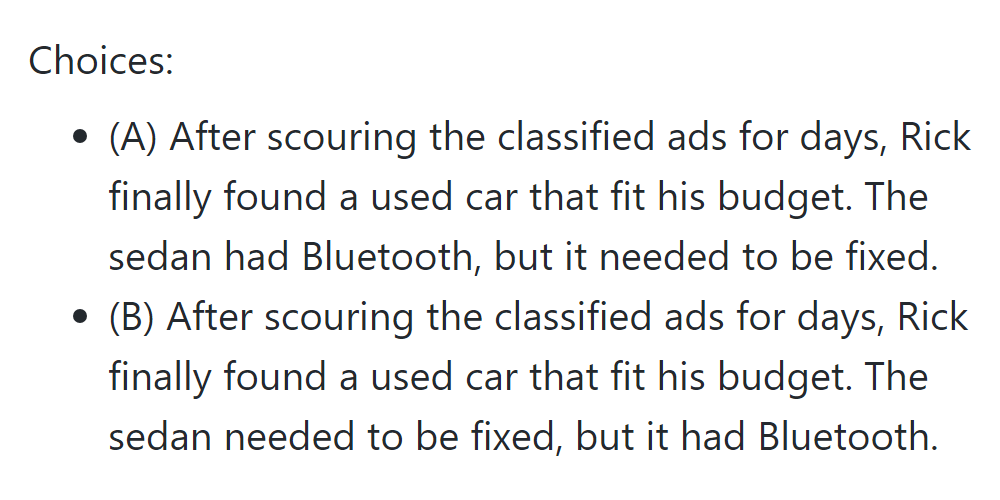 Choices:
• (A) After scouring the classified ads for days, Rick
finally found a used car that fit his budget. The
sedan had Bluetooth, but it needed to be fixed.
• (B) After scouring the classified ads for days, Rick
finally found a used car that fit his budget. The
sedan needed to be fixed, but it had Bluetooth.